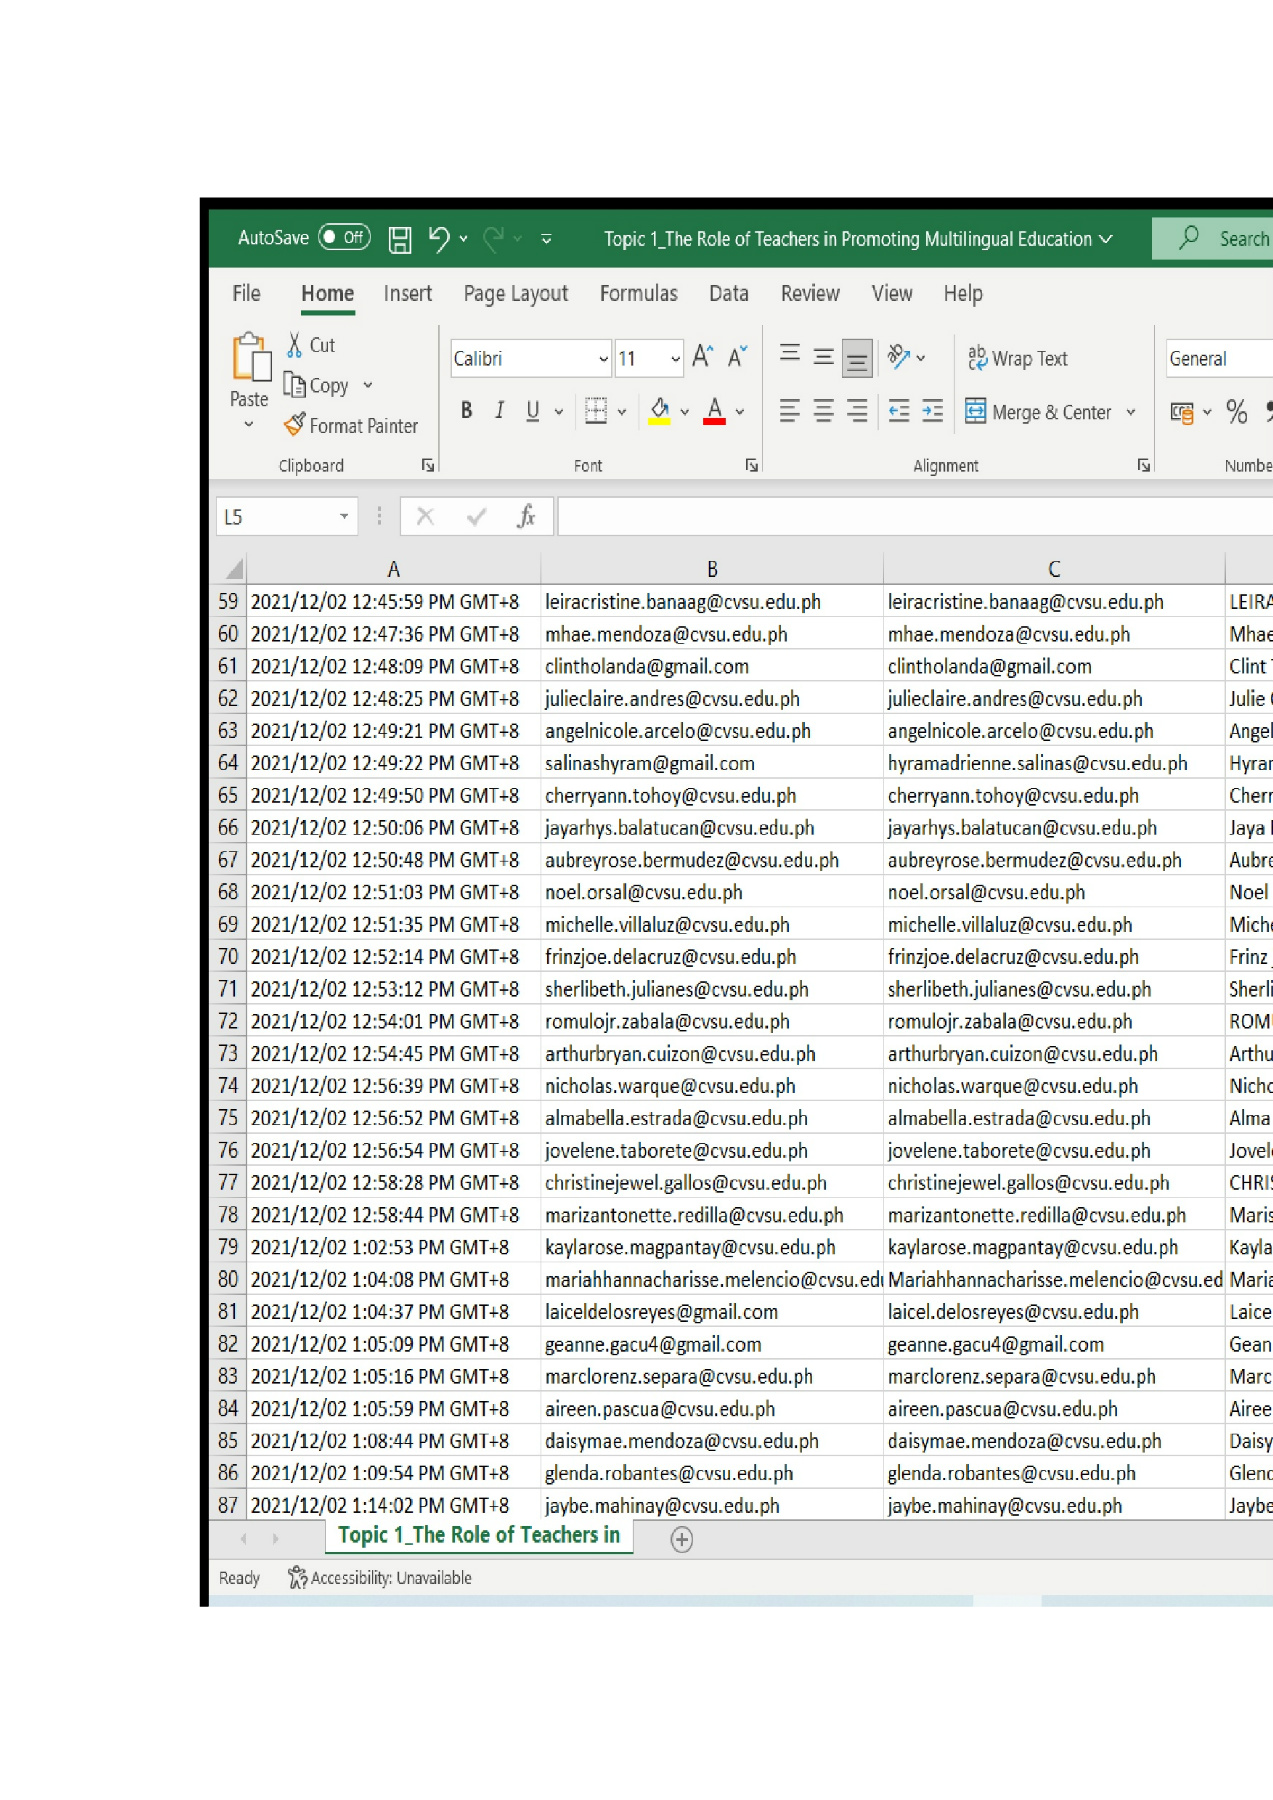 AutoSave Off Topic 1_The Role of Teachers in Promoting Multilingual Education Search
File Home Insert Page Layout Formulas Data Review View Help
Paste Cut Copy Format Painter
Calibri 11 A A
B I U A
ab Wrap Text
Merge & Center
General
%
Clipboard Font Alignment Numbe
L5 fx
A B C
59 2021/12/02 12:45:59 PM GMT+8 leiracristine.banaag@cvsu.edu.ph leiracristine.banaag@cvsu.edu.ph LEIRA
60 2021/12/02 12:47:36 PM GMT+8 mhae.mendoza@cvsu.edu.ph mhae.mendoza@cvsu.edu.ph Mhae
61 2021/12/02 12:48:09 PM GMT+8 clintholanda@gmail.com clintholanda@gmail.com Clint
62 2021/12/02 12:48:25 PM GMT+8 julieclaire.andres@cvsu.edu.ph julieclaire.andres@cvsu.edu.ph Julie
63 2021/12/02 12:49:21 PM GMT+8 angelnicole.arcelo@cvsu.edu.ph angelnicole.arcelo@cvsu.edu.ph Angel
64 2021/12/02 12:49:22 PM GMT+8 salinashyram@gmail.com hyramadrienne.salinas@cvsu.edu.ph Hyram
65 2021/12/02 12:49:50 PM GMT+8 cherryann.tohoy@cvsu.edu.ph cherryann.tohoy@cvsu.edu.ph Cherr
66 2021/12/02 12:50:06 PM GMT+8 jayarhys.balatucan@cvsu.edu.ph jayarhys.balatucan@cvsu.edu.ph Jaya
67 2021/12/02 12:50:48 PM GMT+8 aubreyrose.bermudez@cvsu.edu.ph aubreyrose.bermudez@cvsu.edu.ph Aubre
68 2021/12/02 12:51:03 PM GMT+8 noel.orsal@cvsu.edu.ph noel.orsal@cvsu.edu.ph Noel
69 2021/12/02 12:51:35 PM GMT+8 michelle.villaluz@cvsu.edu.ph michelle.villaluz@cvsu.edu.ph Miche
70 2021/12/02 12:52:14 PM GMT+8 frinzjoe.delacruz@cvsu.edu.ph frinzjoe.delacruz@cvsu.edu.ph Frinz
71 2021/12/02 12:53:12 PM GMT+8 sherlibeth.julianes@cvsu.edu.ph sherlibeth.julianes@cvsu.edu.ph Sherli
72 2021/12/02 12:54:01 PM GMT+8 romulojr.zabala@cvsu.edu.ph romulojr.zabala@cvsu.edu.ph ROMU
73 2021/12/02 12:54:45 PM GMT+8 arthurbryan.cuizon@cvsu.edu.ph arthurbryan.cuizon@cvsu.edu.ph Arthu
74 2021/12/02 12:56:39 PM GMT+8 nicholas.warque@cvsu.edu.ph nicholas.warque@cvsu.edu.ph Nicho
75 2021/12/02 12:56:52 PM GMT+8 almabella.estrada@cvsu.edu.ph almabella.estrada@cvsu.edu.ph Alma
76 2021/12/02 12:56:54 PM GMT+8 jovelene.taborete@cvsu.edu.ph jovelene.taborete@cvsu.edu.ph Jovel
77 2021/12/02 12:58:28 PM GMT+8 christinejewel.gallos@cvsu.edu.ph christinejewel.gallos@cvsu.edu.ph CHRIS
78 2021/12/02 12:58:44 PM GMT+8 marizantonette.redilla@cvsu.edu.ph marizantonette.redilla@cvsu.edu.ph Maris
79 2021/12/02 1:02:53 PM GMT+8 kaylarose.magpantay@cvsu.edu.ph kaylarose.magpantay@cvsu.edu.ph Kayla
80 2021/12/02 1:04:08 PM GMT+8 mariahhannacharisse.melencio@cvsu.edu Mariahhannacharisse.melencio@cvsu.ed Maria
81 2021/12/02 1:04:37 PM GMT+8 laiceldelosreyes@gmail.com laicel.delosreyes@cvsu.edu.ph Laice
82 2021/12/02 1:05:09 PM GMT+8 geanne.gacu4@gmail.com geanne.gacu4@gmail.com Gean
83 2021/12/02 1:05:16 PM GMT+8 marclorenz.separa@cvsu.edu.ph marclorenz.separa@cvsu.edu.ph Marc
84 2021/12/02 1:05:59 PM GMT+8 aireen.pascua@cvsu.edu.ph aireen.pascua@cvsu.edu.ph Airee
85 2021/12/02 1:08:44 PM GMT+8 daisymae.mendoza@cvsu.edu.ph daisymae.mendoza@cvsu.edu.ph Daisy
86 2021/12/02 1:09:54 PM GMT+8 glenda.robantes@cvsu.edu.ph glenda.robantes@cvsu.edu.ph Glend
87 2021/12/02 1:14:02 PM GMT+8 jaybe.mahinay@cvsu.edu.ph jaybe.mahinay@cvsu.edu.ph Jaybe
Topic 1_The Role of Teachers in
Ready Accessibility: Unavailable